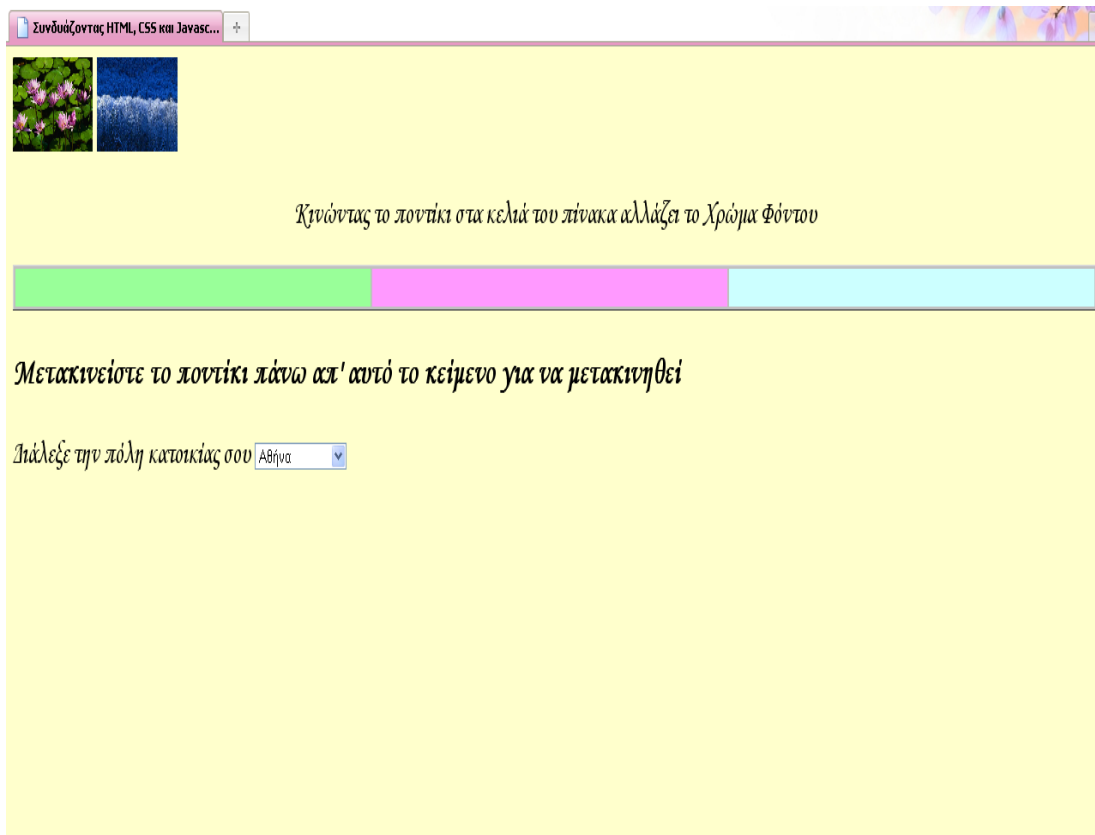 Συνδυάζοντας HTML, CSS και Javasc...
Κινώντας το ποντίκι στα κελιά του πίνακα αλλάζει το Χρώμα Φόντου
Μετακινείστε το ποντίκι πάνω απ' αυτό το κείμενο για να μετακινηθεί
Διάλεξε την πόλη κατοικίας σου Αθήνα